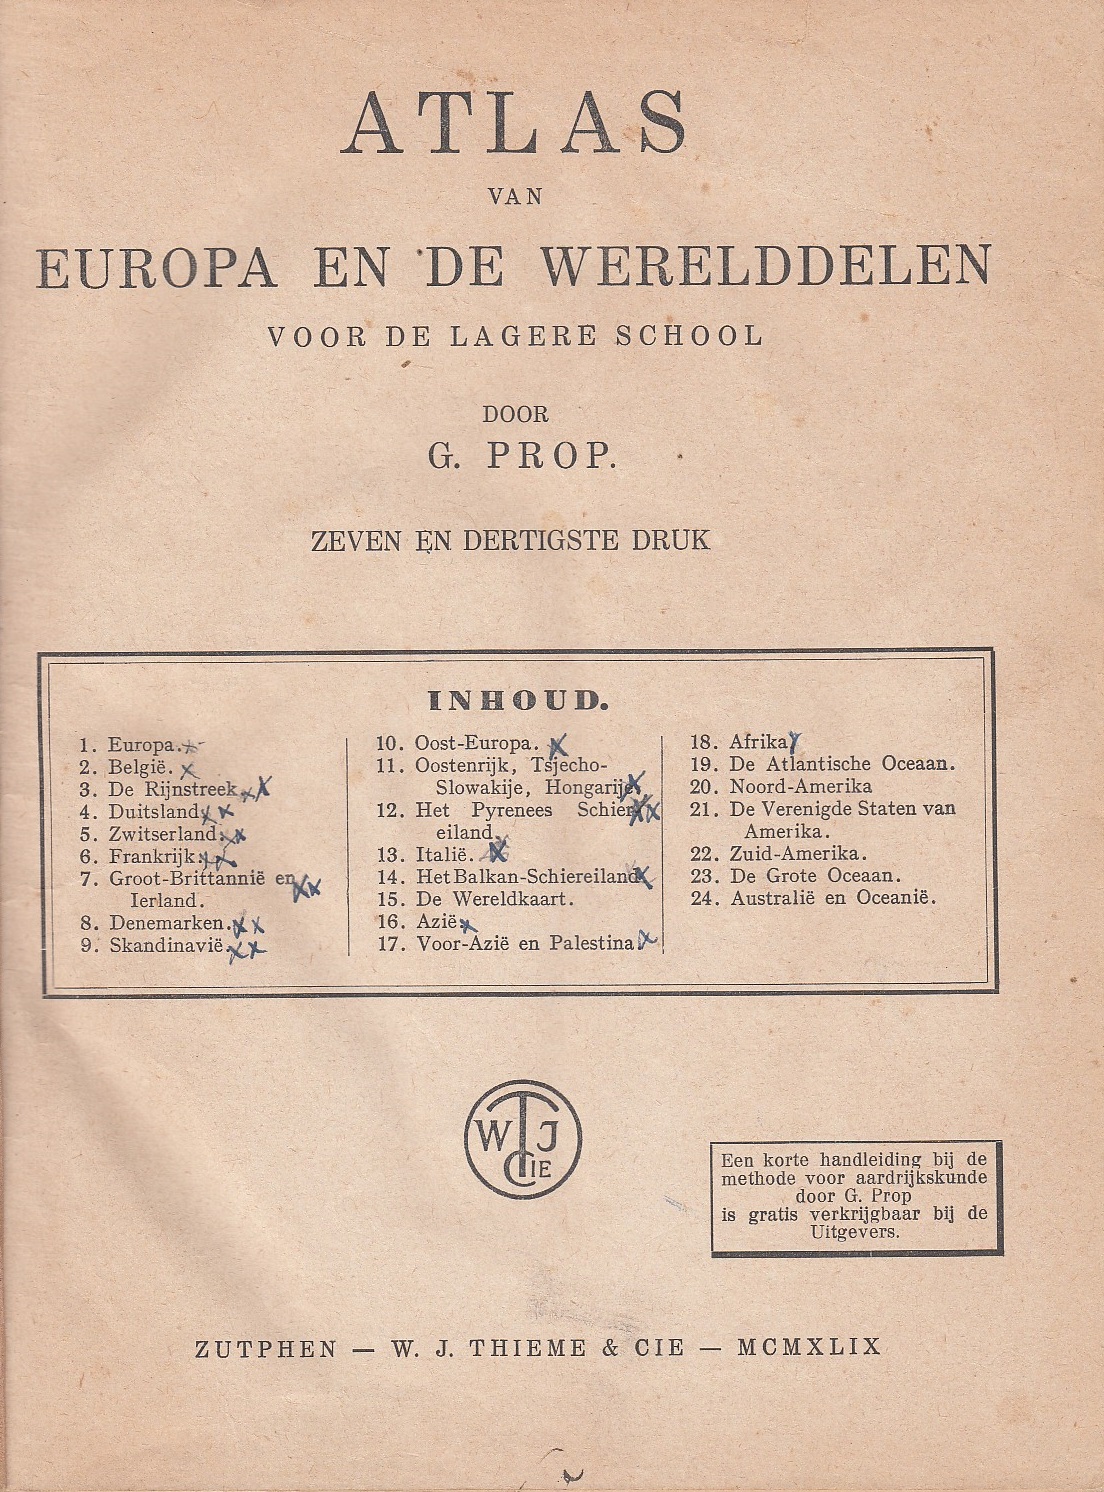 ATLAS
VAN
EUROPA EN DE WERELDDELEN
VOOR DE LAGERE SCHOOL
DOOR
G. PROP.
ZEVEN EN DERTIGSTE DRUK
INHOUD.
1. Europa.
2. België.
3. De Rijnstreek
4. Duitsland
5. Zwitserland.
6. Frankrijk.
7. Groot-Brittannië en
Ierland.
8. Denemarken.
9. Skandinavië.
10. Oost-Europa.
11. Oostenrijk, Tsjecho-
Slowakije, Hongarije.
12. Het Pyrenees Schier-
eiland.
13. Italië.
14. Het Balkan-Schiereiland.
15. De Wereldkaart.
16. Azië.
17. Voor-Azië en Palestina.
18. Afrika
19. De Atlantische Oceaan.
20. Noord-Amerika
21. De Verenigde Staten van
Amerika.
22. Zuid-Amerika.
23. De Grote Oceaan.
24. Australië en Oceanië.
W T J
CIE
Een korte handleiding bij de
methode voor aardrijkskunde
door G. Prop
is gratis verkrijgbaar bij de
Uitgevers.
ZUTPHEN — W. J. THIEME & CIE — MCMXLIX